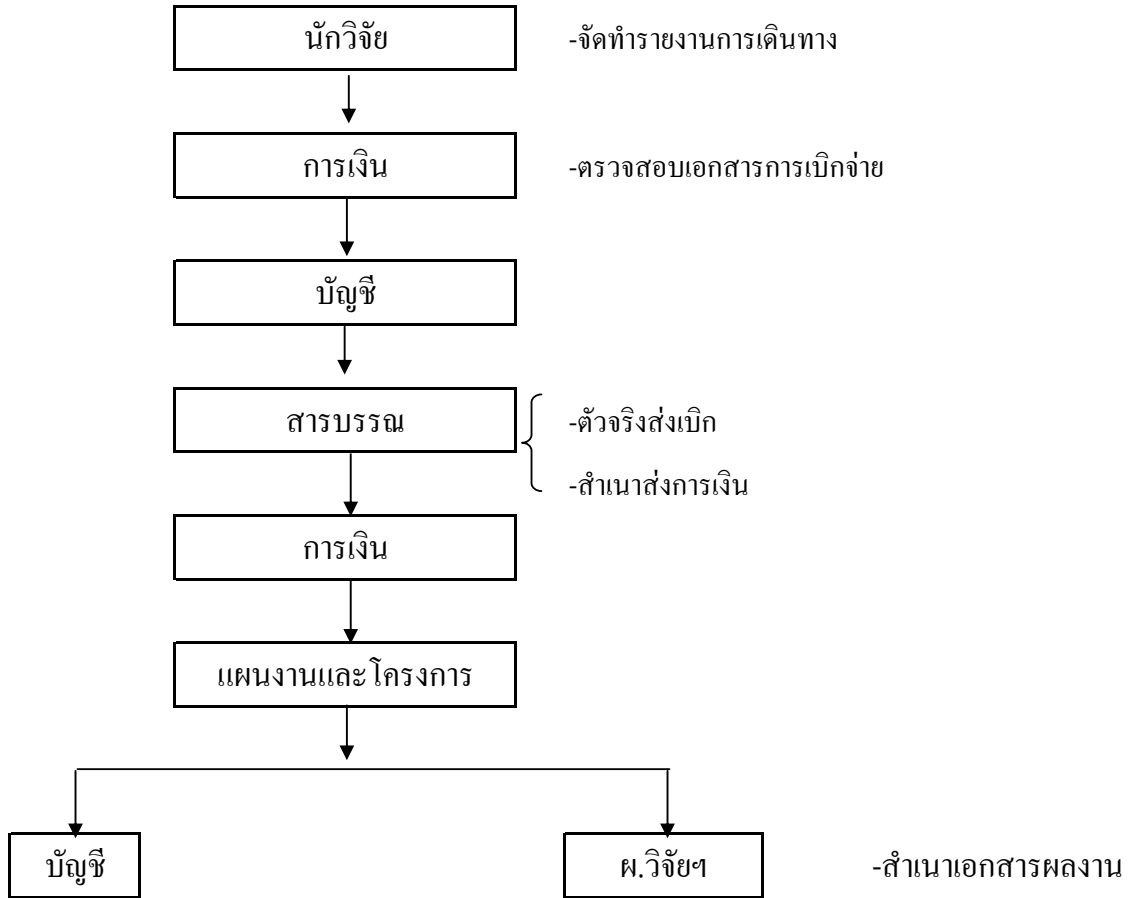 นักวิจัย -จัดทำรายงานการเดินทาง
การเงิน -ตรวจสอบเอกสารการเบิกจ่าย
บัญชี
สารบรรณ -ตัวจริงส่งเบิก
-สำเนาส่งการเงิน
การเงิน
แผนงานและโครงการ
บัญชี ผ.วิจัยฯ -สำเนาเอกสารผลงาน